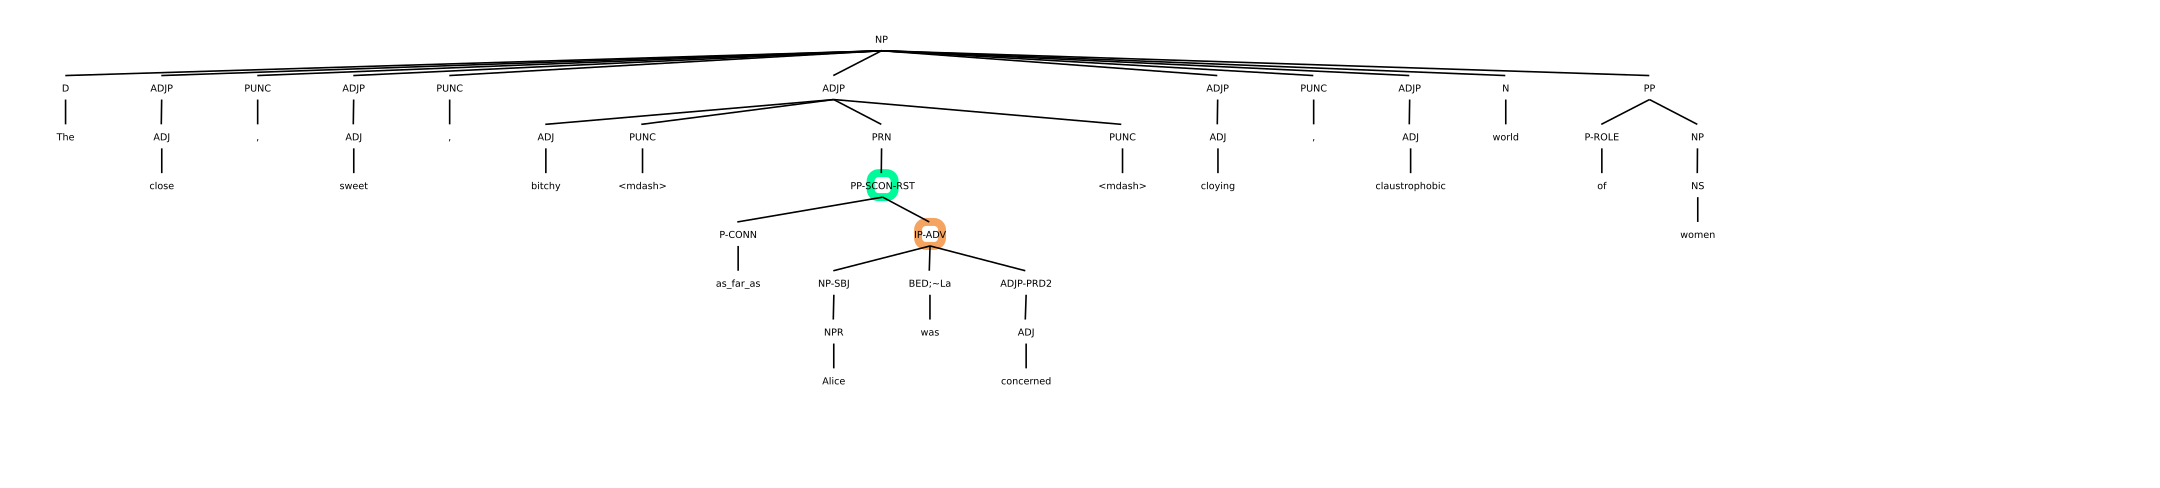 NP
D ADJP PUNC ADJP PUNC ADJP ADJP PUNC ADJP N PP
The ADJ , ADJ , ADJ PUNC PRN PUNC ADJ , ADJ world P-ROLE NP
close sweet bitchy <mdash> PP-SCON-RST <mdash> cloying claustrophobic of NS
P-CONN IP-ADV women
as_far_as NP-SBJ BED;~La ADJP-PRD2
NPR was ADJ
Alice concerned